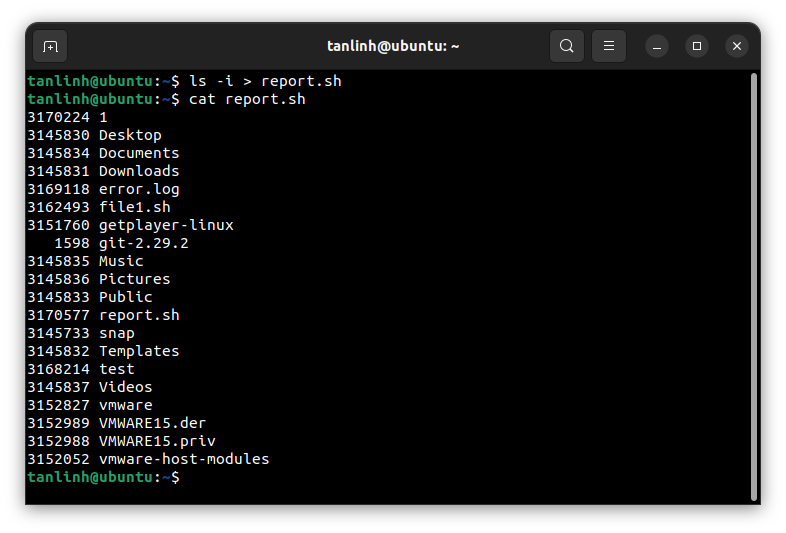 tanlinh@ubuntu: ~
tanlinh@ubuntu:~$ ls -i > report.sh
tanlinh@ubuntu:~$ cat report.sh
3170224 1
3145830 Desktop
3145834 Documents
3145831 Downloads
3169118 error.log
3162493 file1.sh
3151760 getplayer-linux
   1598 git-2.29.2
3145835 Music
3145836 Pictures
3145833 Public
3170577 report.sh
3145733 snap
3145832 Templates
3168214 test
3145837 Videos
3152827 vmware
3152989 VMWARE15.der
3152988 VMWARE15.priv
3152052 vmware-host-modules
tanlinh@ubuntu:~$